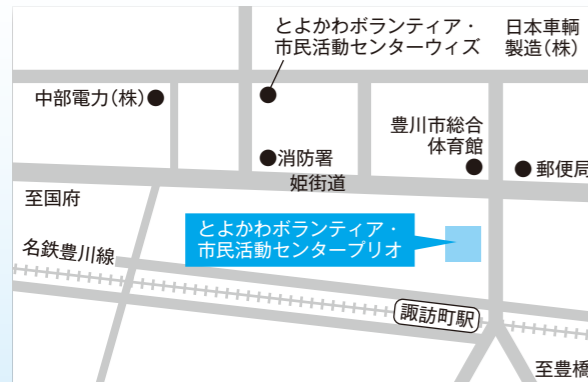 とよかわボランティア・
市民活動センターウィズ
日本車輌
製造(株)
中部電力(株)
豊川市総合
体育館
消防署
郵便局
姫街道
至国府
とよかわボランティア・
市民活動センタープリオ
名鉄豊川線
諏訪町駅
至豊橋